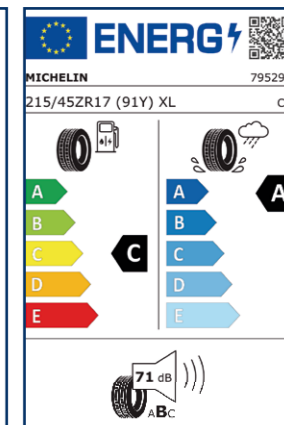 ENERG
MICHELIN 79529
215/45ZR17 (91Y) XL C
A A A
B B
C C C
D D
E E
71 dB
ABC